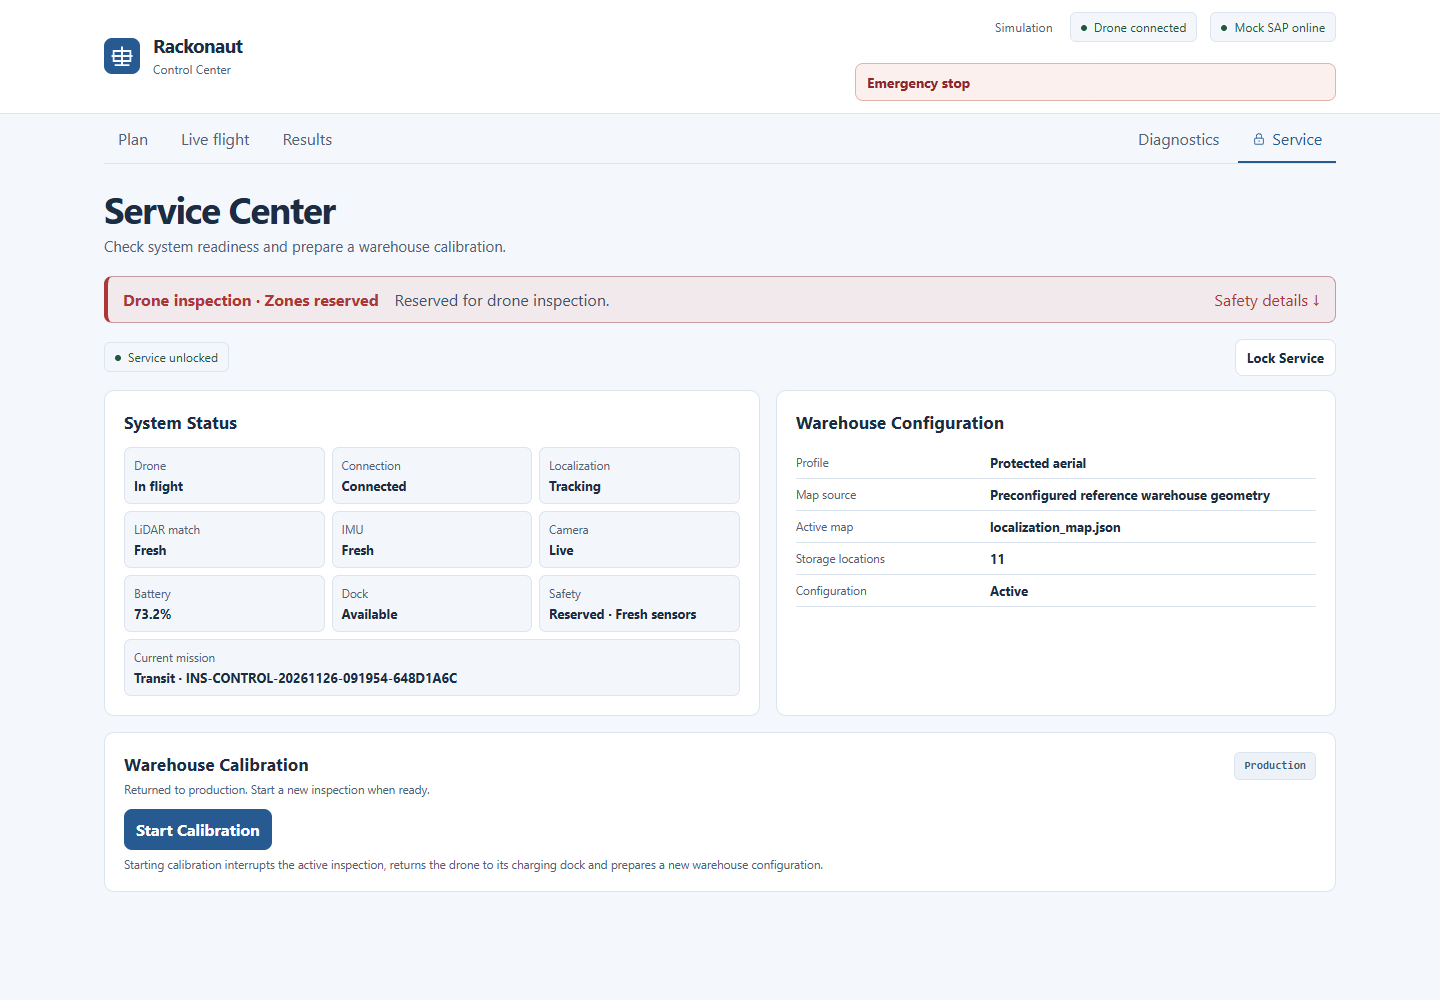 Rackonaut
Control Center
Simulation
Drone connected
Mock SAP online
Emergency stop
Plan
Live flight
Results
Diagnostics
Service
Service Center
Check system readiness and prepare a warehouse calibration.
Drone inspection · Zones reserved
Reserved for drone inspection.
Safety details ↓
Service unlocked
Lock Service
System Status
Drone
In flight
Connection
Connected
Localization
Tracking
LiDAR match
Fresh
IMU
Fresh
Camera
Live
Battery
73.2%
Dock
Available
Safety
Reserved · Fresh sensors
Current mission
Transit · INS-CONTROL-20261126-091954-648D1A6C
Warehouse Configuration
Profile
Protected aerial
Map source
Preconfigured reference warehouse geometry
Active map
localization_map.json
Storage locations
11
Configuration
Active
Warehouse Calibration
Production
Returned to production. Start a new inspection when ready.
Start Calibration
Starting calibration interrupts the active inspection, returns the drone to its charging dock and prepares a new warehouse configuration.